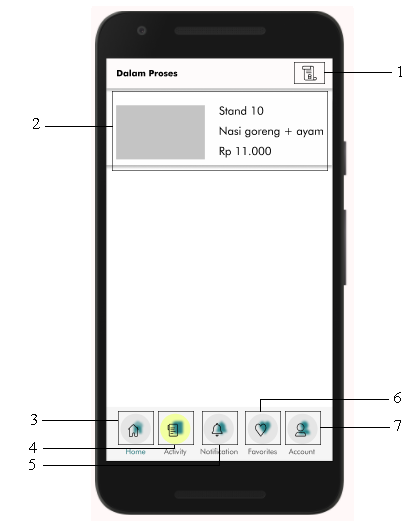 1
Dalam Proses
2
Stand 10
Nasi goreng + ayam
Rp 11.000
6
3
7
4
Home Activity Notification Favorites Account
5